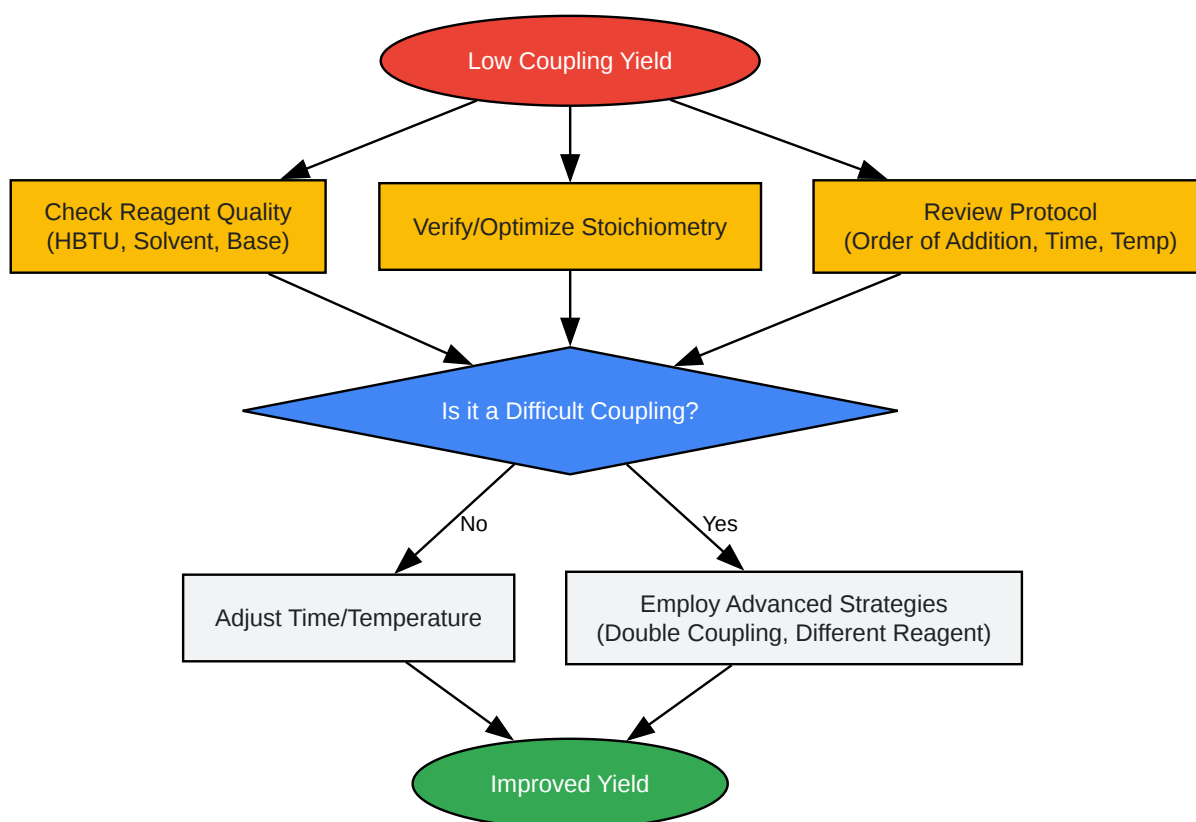 Low Coupling Yield
Check Reagent Quality
(HBTU, Solvent, Base)
Verify/Optimize Stoichiometry
Review Protocol
(Order of Addition, Time, Temp)
Is it a Difficult Coupling?
No
Yes
Adjust Time/Temperature
Employ Advanced Strategies
(Double Coupling, Different Reagent)
Improved Yield